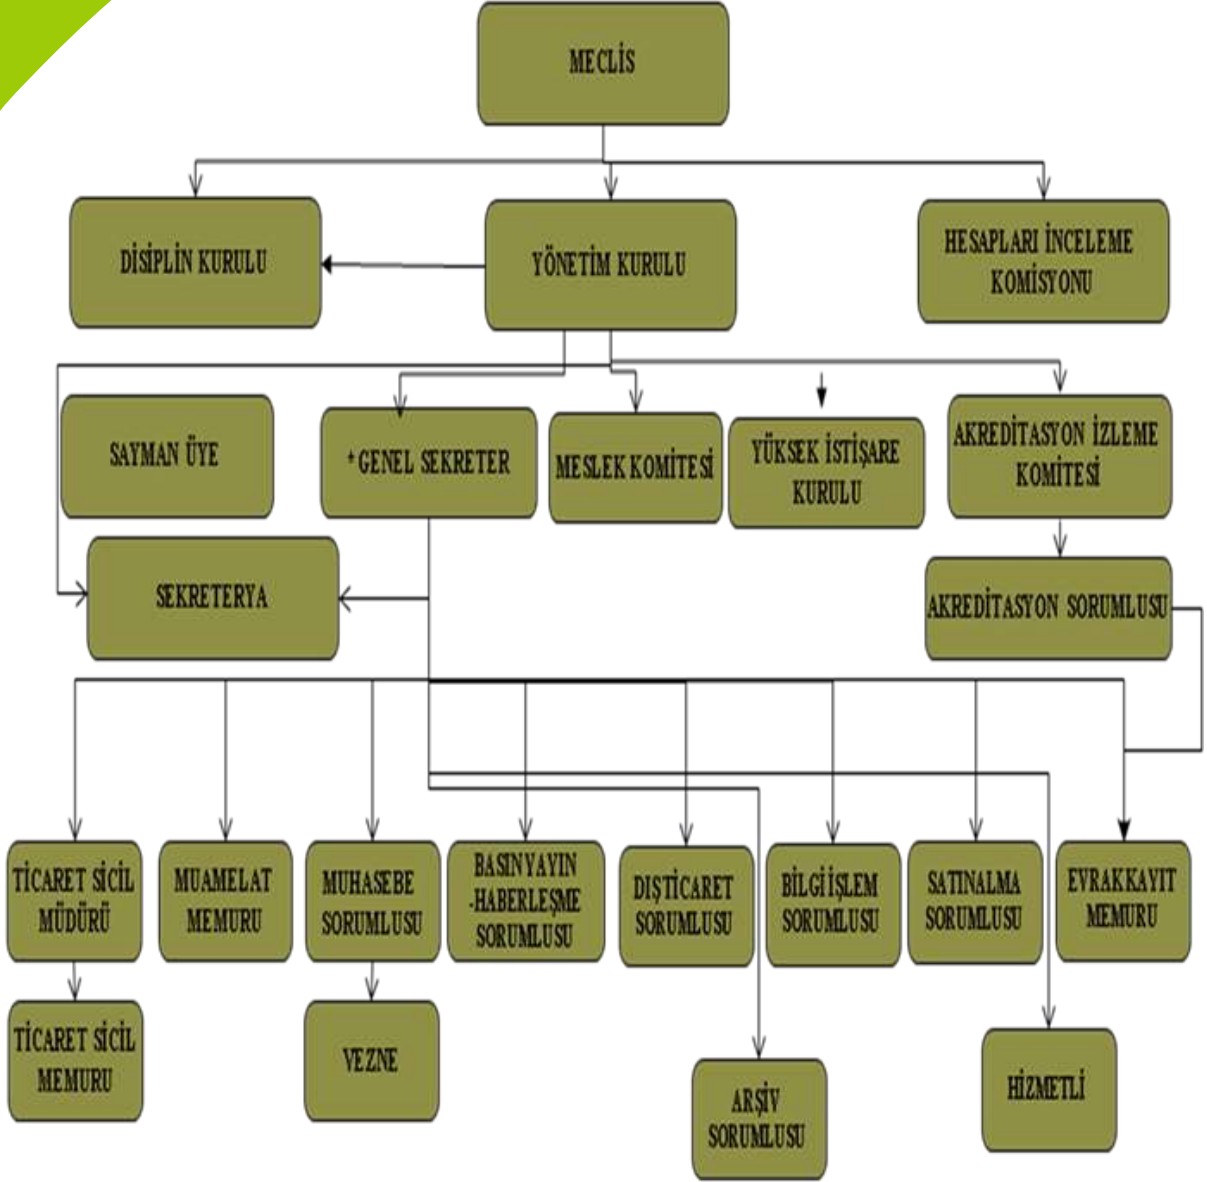 MECLİS
DİSİPLİN KURULU
YÖNETİM KURULU
HESAPLARI İNCELEME
KOMİSYONU
SAYMAN ÜYE
*GENEL SEKRETER
MESLEK KOMİTESİ
YÜKSEK İSTİŞARE
KURULU
AKREDİTASYON İZLEME
KOMİTESİ
SEKRETERYA
AKREDİTASYON SORUMLUSU
TİCARET SİCİL
MÜDÜRÜ
MUAMELAT
MEMURU
MUHASEBE
SORUMLUSU
BASIN YAYIN
-HABERLEŞME
SORUMLUSU
DIŞ TİCARET
SORUMLUSU
BİLGİ İŞLEM
SORUMLUSU
SATINALMA
SORUMLUSU
EVRAK KAYIT
MEMURU
TİCARET SİCİL
MEMURU
VEZNE
ARŞİV
SORUMLUSU
HİZMETLİ